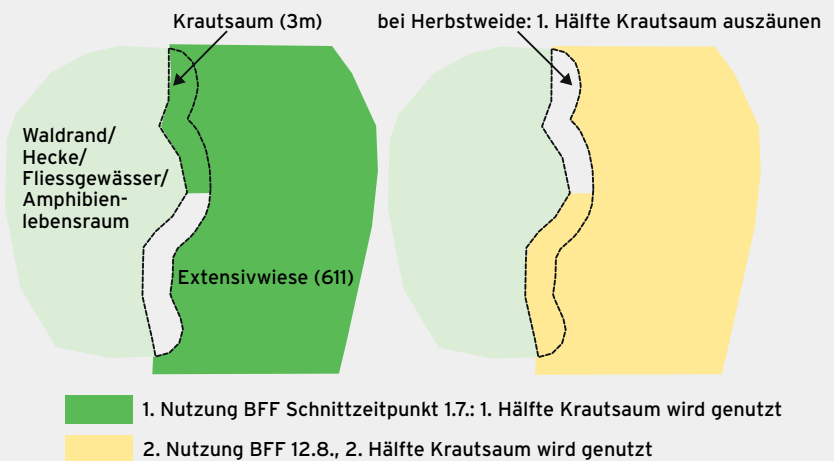 Krautsaum (3m)
bei Herbstweide: 1. Hälfte Krautsaum auszäunen
Waldrand/
Hecke/
Fliessgewässer/
Amphibien-
lebensraum
Extensivwiese (611)
1. Nutzung BFF Schnittzeitpunkt 1.7.: 1. Hälfte Krautsaum wird genutzt
2. Nutzung BFF 12.8., 2. Hälfte Krautsaum wird genutzt